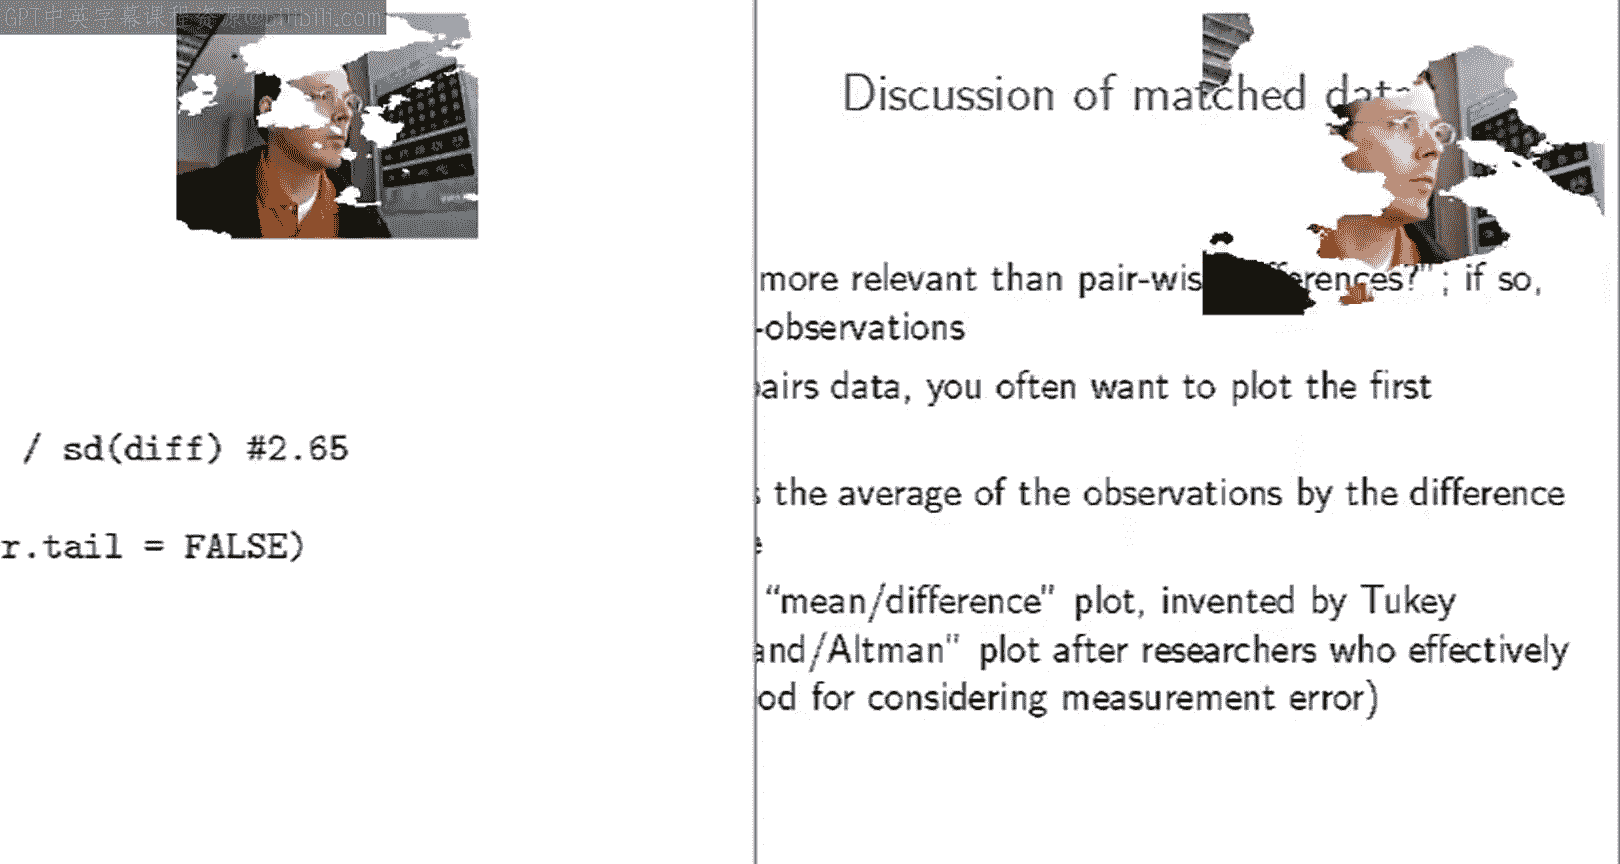 GPT中英字幕课程资源@bilibili.com
/ sd(diff) #2.65
r.tail = FALSE)
Discussion of matched
more relevant than pair-wis ; if so,
-observations
airs data, you often want to plot the first
the average of the observations by the difference
"mean/difference" plot, invented by Tukey
and/Altman" plot after researchers who effectively
od for considering measurement error)